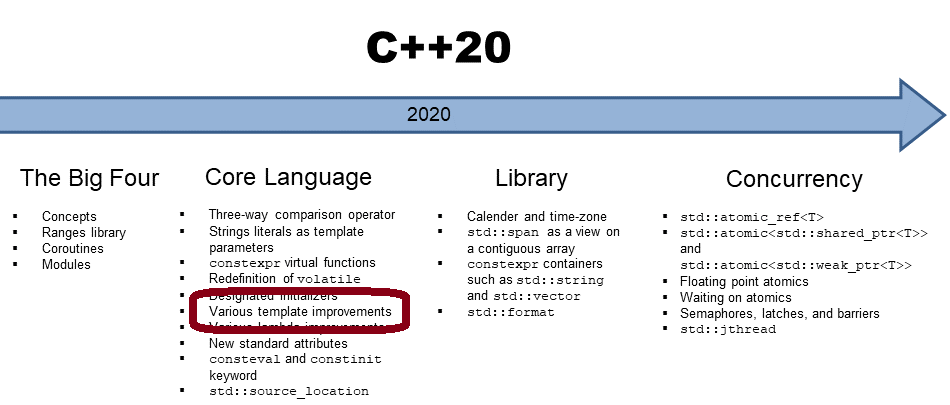 C++20
2020
The Big Four
Concepts
Ranges library
Coroutines
Modules
Core Language
Three-way comparison operator
Strings literals as template
parameters
constexpr virtual functions
Redefinition of volatile
Designated initializers
Various template improvements
Various lambda improvements
New standard attributes
consteval and constinit
keyword
std::source_location
Library
Calender and time-zone
std::span as a view on
a contiguous array
constexpr containers
such as std::string
and std::vector
std::format
Concurrency
std::atomic_ref<T>
std::atomic<std::shared_ptr<T>>
and
std::atomic<std::weak_ptr<T>>
Floating point atomics
Waiting on atomics
Semaphores, latches, and barriers
std::jthread